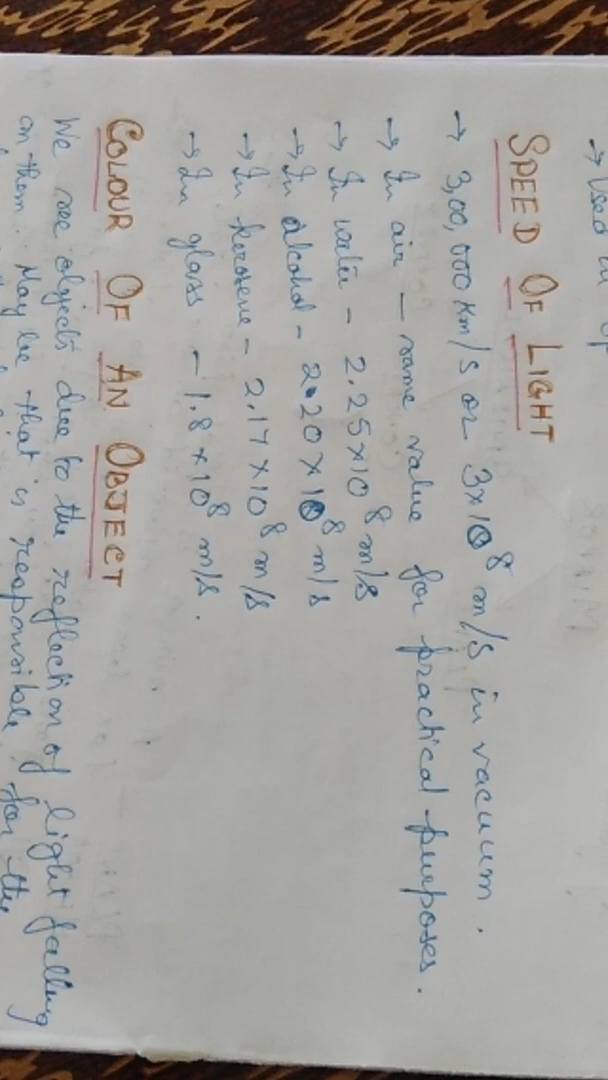 → Used in
SPEED OF LIGHT
→ 3,00,000 Km/s or 3×10⁸ m/s in vacuum.
→ In air – same value for practical purposes.
→ In water – 2.25×10⁸ m/s
→ In alcohol – 2.20×10⁸ m/s
→ In kerosene – 2.17×10⁸ m/s
→ In glass – 1.8×10⁸ m/s.
COLOUR OF AN OBJECT
We see objects due to the reflection of light falling
on them. May be that is responsible for the